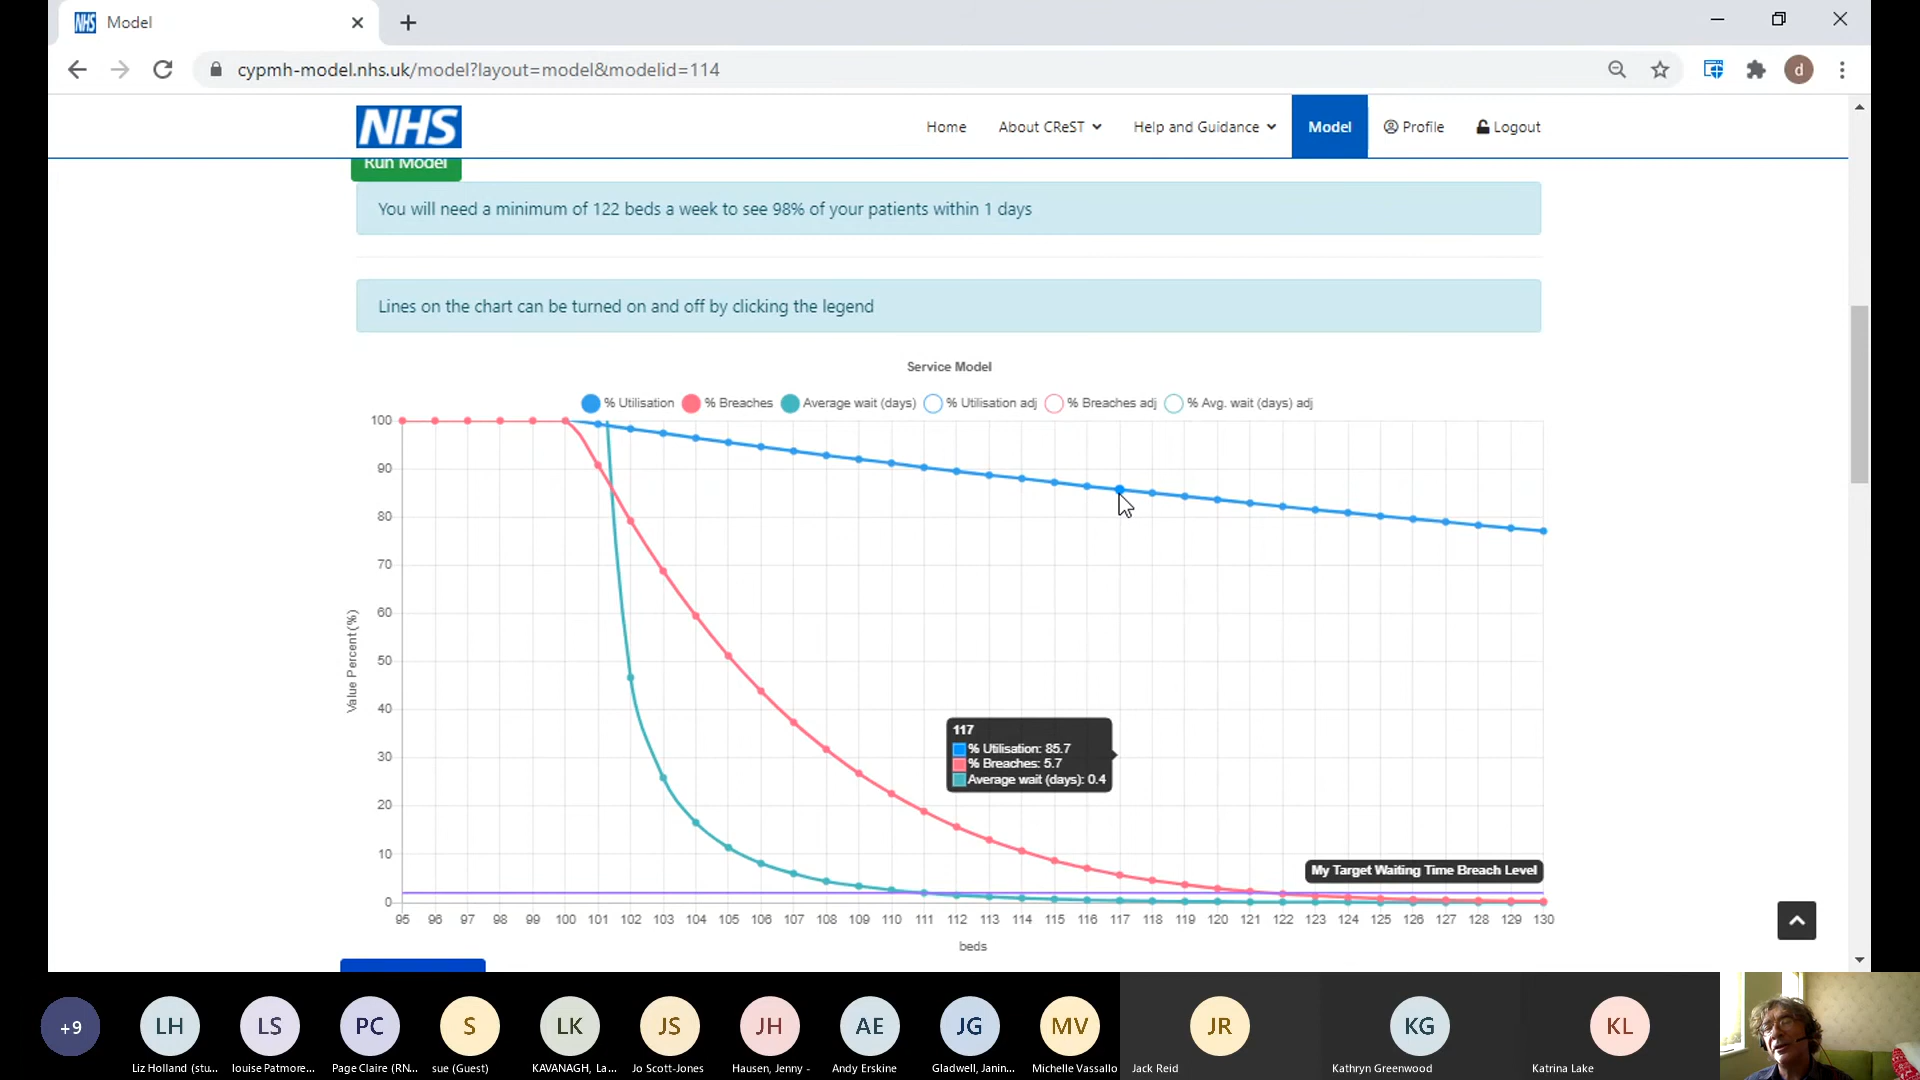 NHS Model
cypmh-model.nhs.uk/model?layout=model&modelid=114
d
NHS
Home
About CReST
Help and Guidance
Model
Profile
Logout
Run Model
You will need a minimum of 122 beds a week to see 98% of your patients within 1 days
Lines on the chart can be turned on and off by clicking the legend
Service Model
% Utilisation % Breaches Average wait (days) % Utilisation adj % Breaches adj % Avg. wait (days) adj
100
90
80
70
60
50
40
30
20
10
0
Value Percent (%)
117
% Utilisation: 85.7
% Breaches: 5.7
Average wait (days): 0.4
My Target Waiting Time Breach Level
95 96 97 98 99 100 101 102 103 104 105 106 107 108 109 110 111 112 113 114 115 116 117 118 119 120 121 122 123 124 125 126 127 128 129 130
beds
+9 LH LS PC S LK JS JH AE JG MV JR KG KL
Liz Holland (stu... louise Patmore... Page Claire (RN... sue (Guest) KAVANAGH, La... Jo Scott-Jones Hausen, Jenny - Andy Erskine Gladwell, Janin... Michelle Vassallo Jack Reid Kathryn Greenwood Katrina Lake